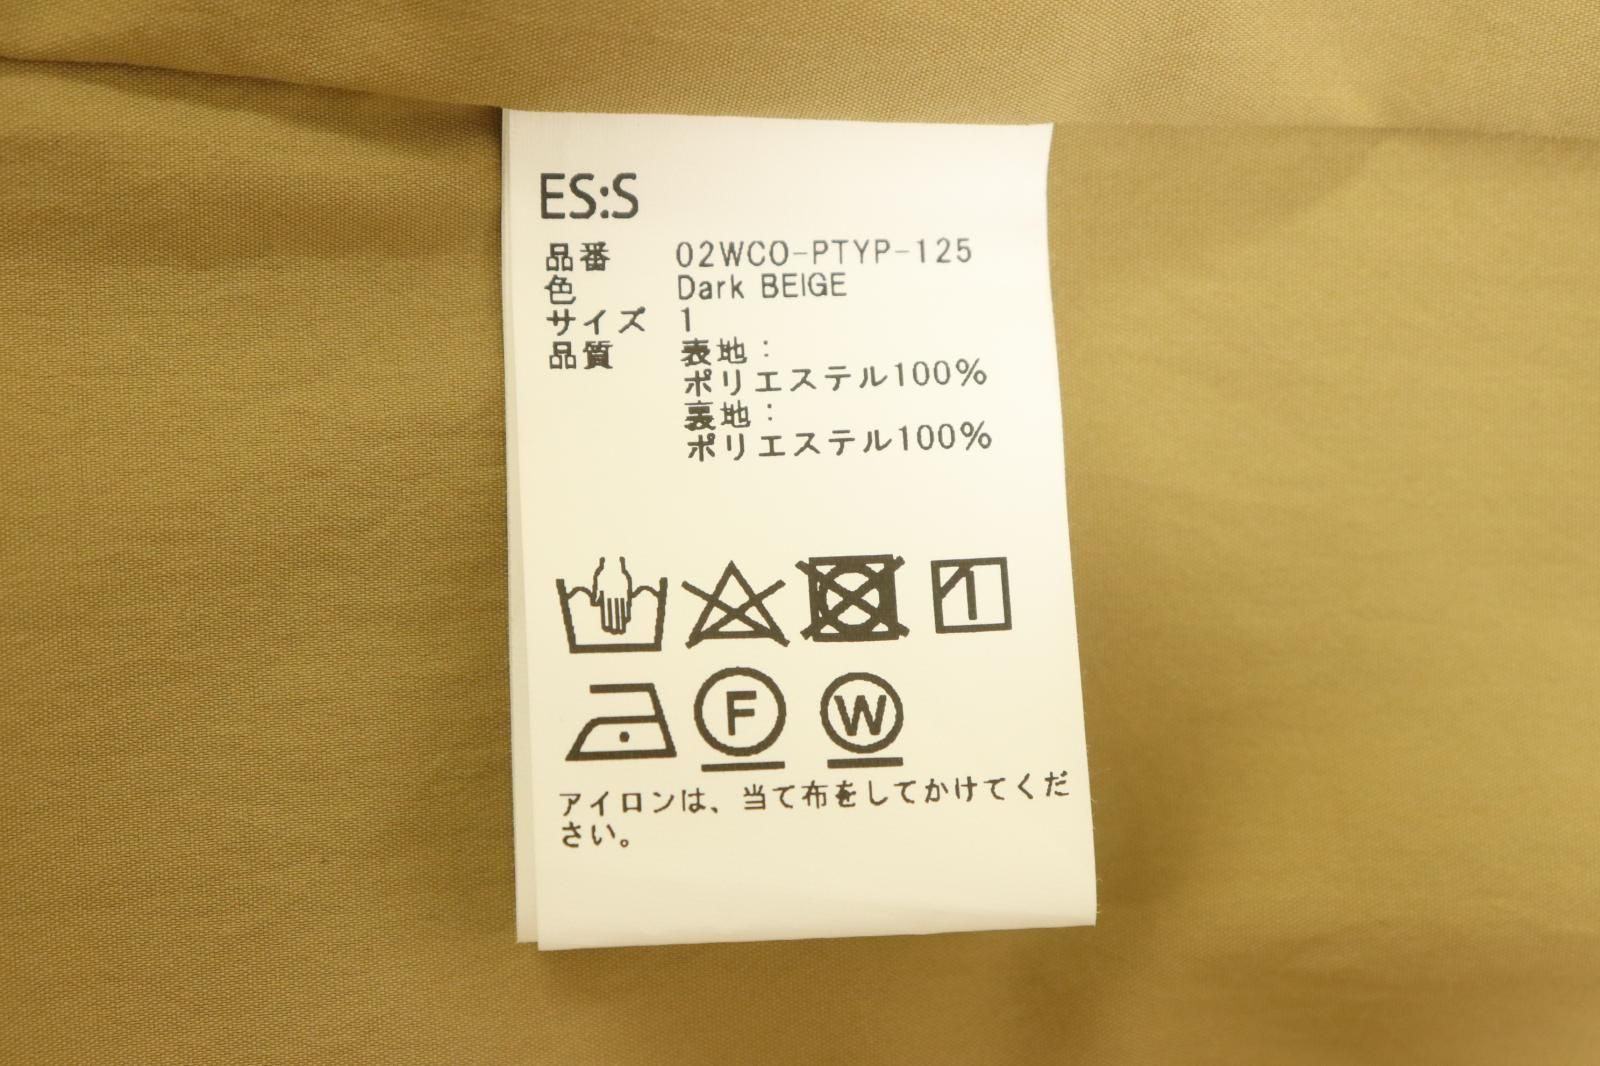 ES:S
品番 02WCO-PTYP-125
色 Dark BEIGE
サイズ 1
品質 表地:
ポリエステル100%
裏地:
ポリエステル100%
F W
アイロンは、当て布をしてかけてくだ
さい。